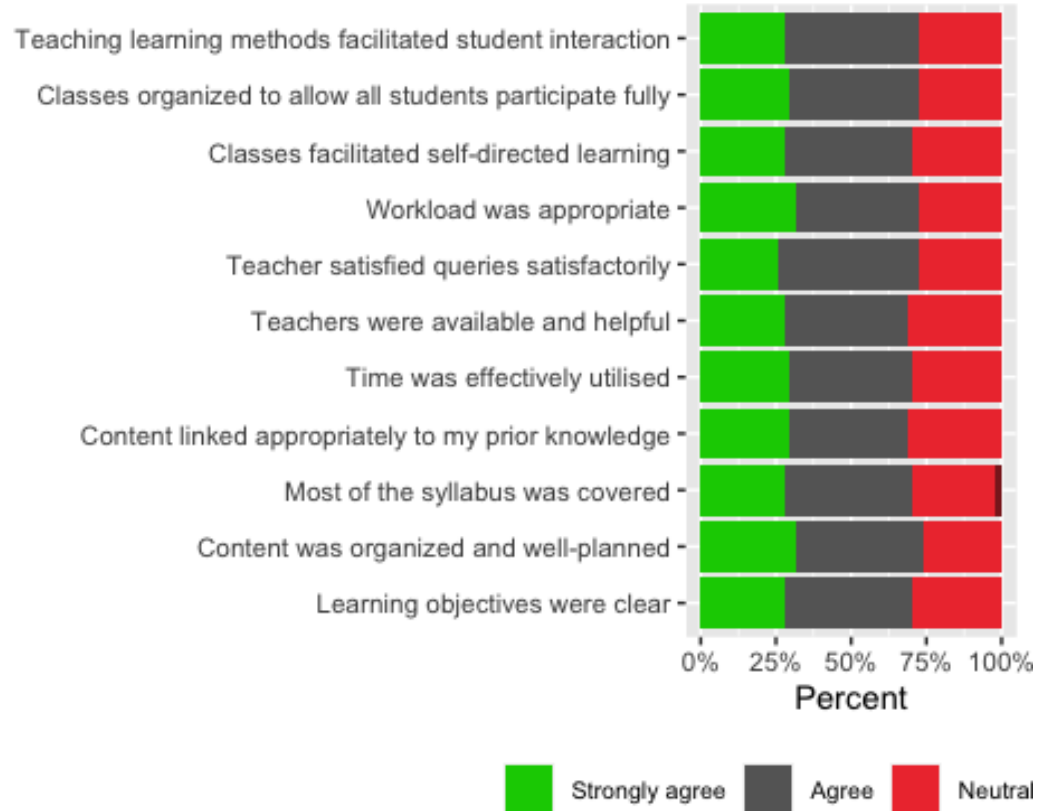 Teaching learning methods facilitated student interaction
Classes organized to allow all students participate fully
Classes facilitated self-directed learning
Workload was appropriate
Teacher satisfied queries satisfactorily
Teachers were available and helpful
Time was effectively utilised
Content linked appropriately to my prior knowledge
Most of the syllabus was covered
Content was organized and well-planned
Learning objectives were clear
0% 25% 50% 75% 100%
Percent
Strongly agree Agree Neutral